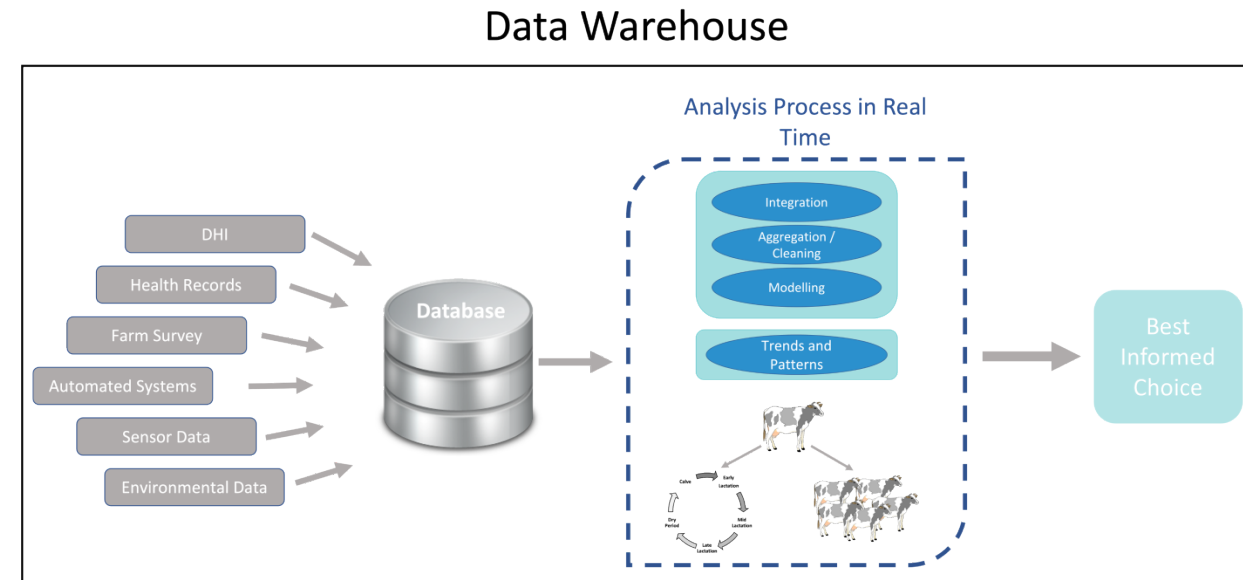 Data Warehouse
Analysis Process in Real
Time
DHI
Health Records
Farm Survey
Automated Systems
Sensor Data
Environmental Data
Database
Integration
Aggregation /
Cleaning
Modelling
Trends and
Patterns
Calve
Early
Lactation
Mid
Lactation
Late
Lactation
Dry
Period
Best
Informed
Choice